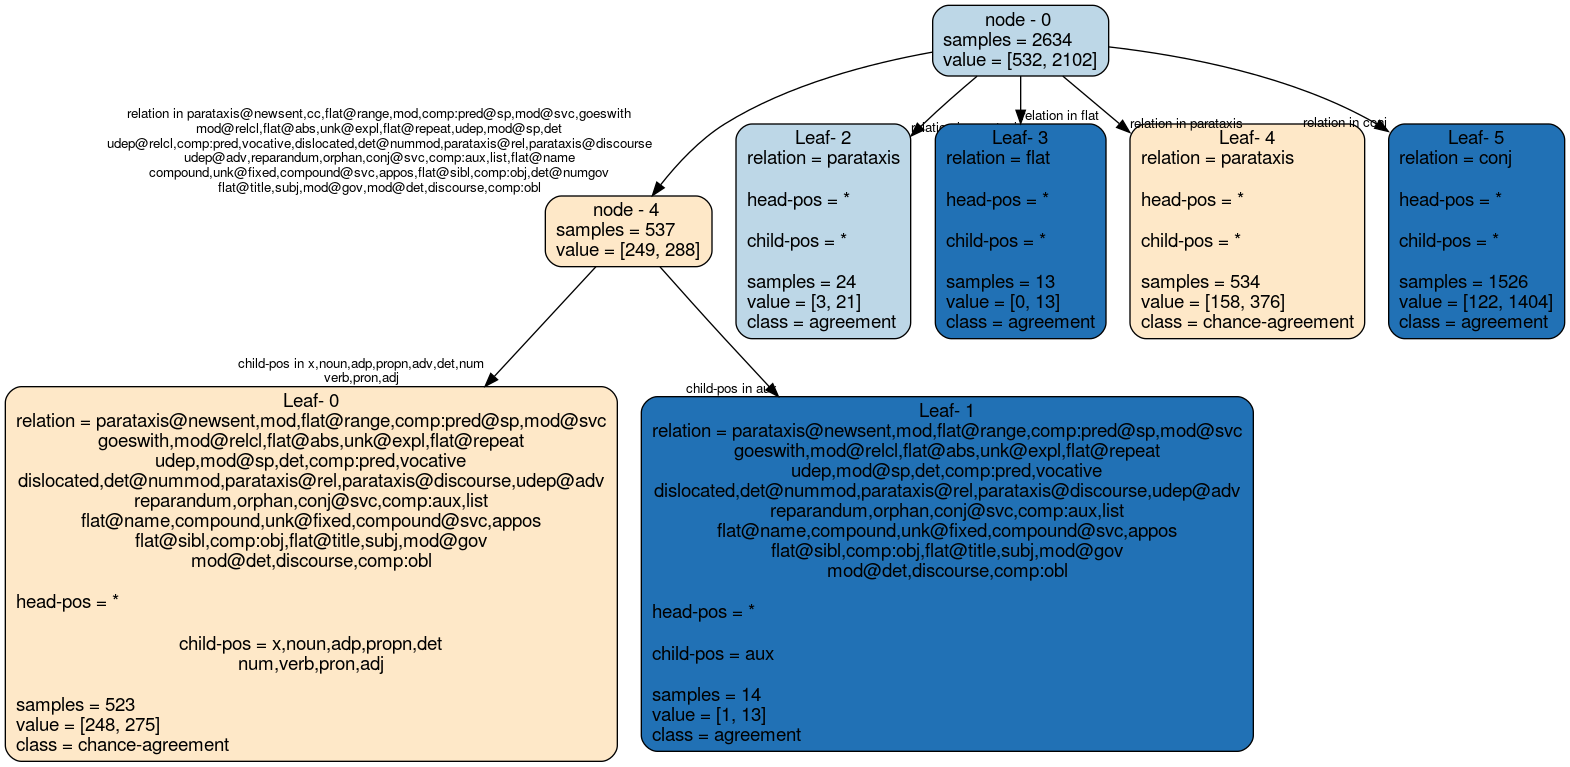 node - 0
samples = 2634
value = [532, 2102]
relation in parataxis@newsent,cc,flat@range,mod,comp:pred@sp,mod@svc,goeswith
mod@relcl,flat@abs,unk@expl,flat@repeat,udep,mod@sp,det
udep@relcl,comp:pred,vocative,dislocated,det@nummod,parataxis@rel,parataxis@discourse
udep@adv,reparandum,orphan,conj@svc,comp:aux,list,flat@name
compound,unk@fixed,compound@svc,appos,flat@sibl,comp:obj,det@numgov
flat@title,subj,mod@gov,mod@det,discourse,comp:obl
relation in flat
relation in parataxis
relation in conj
node - 4
samples = 537
value = [249, 288]
Leaf- 2
relation = parataxis
head-pos = *
child-pos = *
samples = 24
value = [3, 21]
class = agreement
Leaf- 3
relation = flat
head-pos = *
child-pos = *
samples = 13
value = [0, 13]
class = agreement
Leaf- 4
relation = parataxis
head-pos = *
child-pos = *
samples = 534
value = [158, 376]
class = chance-agreement
Leaf- 5
relation = conj
head-pos = *
child-pos = *
samples = 1526
value = [122, 1404]
class = agreement
child-pos in x,noun,adp,propn,adv,det,num
verb,pron,adj
child-pos in aux
Leaf- 0
relation = parataxis@newsent,mod,flat@range,comp:pred@sp,mod@svc
goeswith,mod@relcl,flat@abs,unk@expl,flat@repeat
udep,mod@sp,det,comp:pred,vocative
dislocated,det@nummod,parataxis@rel,parataxis@discourse,udep@adv
reparandum,orphan,conj@svc,comp:aux,list
flat@name,compound,unk@fixed,compound@svc,appos
flat@sibl,comp:obj,flat@title,subj,mod@gov
mod@det,discourse,comp:obl
head-pos = *
child-pos = x,noun,adp,propn,det
num,verb,pron,adj
samples = 523
value = [248, 275]
class = chance-agreement
Leaf- 1
relation = parataxis@newsent,mod,flat@range,comp:pred@sp,mod@svc
goeswith,mod@relcl,flat@abs,unk@expl,flat@repeat
udep,mod@sp,det,comp:pred,vocative
dislocated,det@nummod,parataxis@rel,parataxis@discourse,udep@adv
reparandum,orphan,conj@svc,comp:aux,list
flat@name,compound,unk@fixed,compound@svc,appos
flat@sibl,comp:obj,flat@title,subj,mod@gov
mod@det,discourse,comp:obl
head-pos = *
child-pos = aux
samples = 14
value = [1, 13]
class = agreement